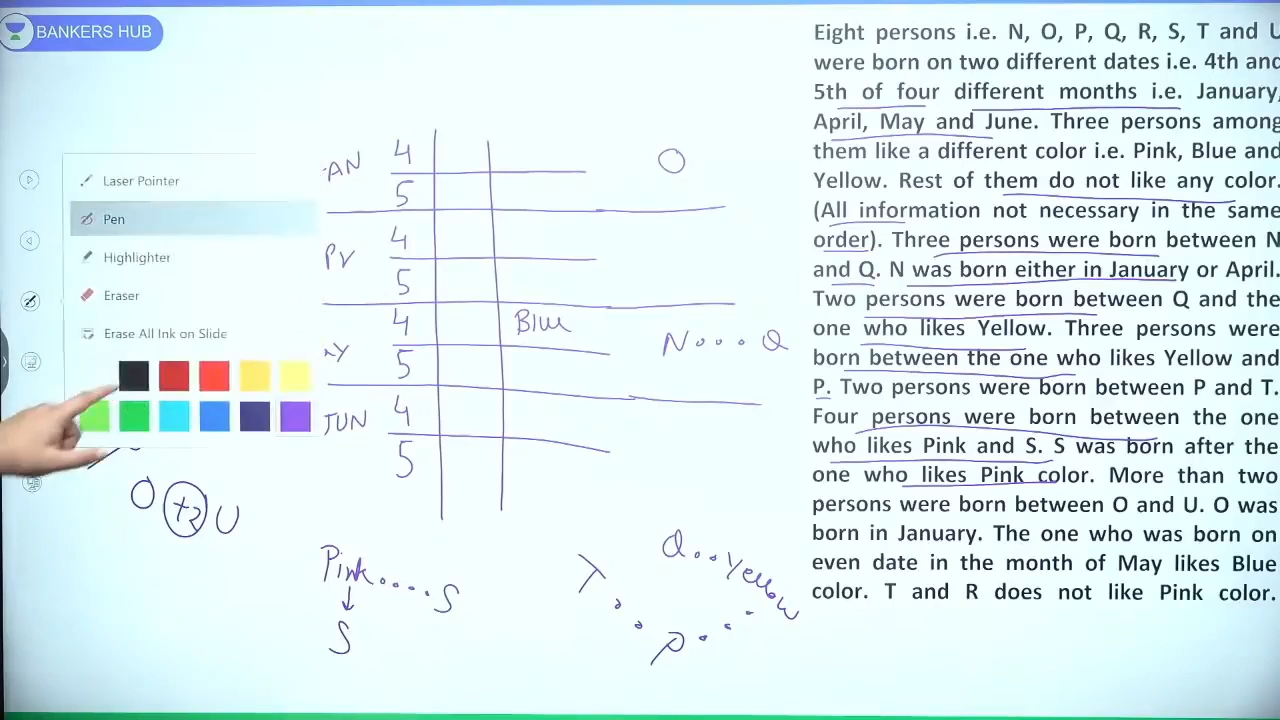 BANKERS HUB
Eight persons i.e. N, O, P, Q, R, S, T and U
were born on two different dates i.e. 4th and
5th of four different months i.e. January,
April, May and June. Three persons among
them like a different color i.e. Pink, Blue and
Yellow. Rest of them do not like any color.
(All information not necessary in the same
order). Three persons were born between N
and Q. N was born either in January or April.
Two persons were born between Q and the
one who likes Yellow. Three persons were
born between the one who likes Yellow and
P. Two persons were born between P and T.
Four persons were born between the one
who likes Pink and S. S was born after the
one who likes Pink color. More than two
persons were born between O and U. O was
born in January. The one who was born on
even date in the month of May likes Blue
color. T and R does not like Pink color.
Laser Pointer
Pen
Highlighter
Eraser
Erase All Ink on Slide
AN 4 O
5
4
5
4 Blue
5 N.... Q
JUN 4
5
O +2 U
Pink.... S
S
Q..Yellow
T
P